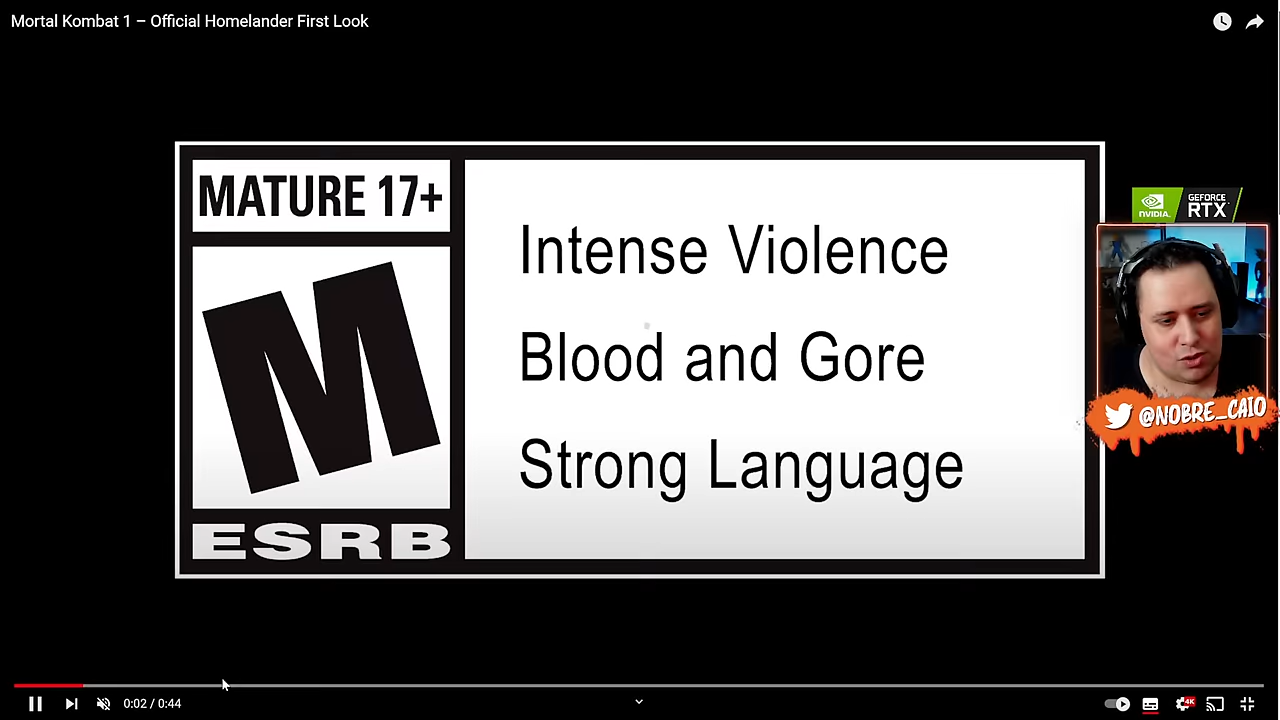 Mortal Kombat 1 – Official Homelander First Look
MATURE 17+
M
ESRB
Intense Violence
Blood and Gore
Strong Language
NVIDIA.
GEFORCE
RTX
@NOBRE_CAIO
0:02 / 0:44
4K